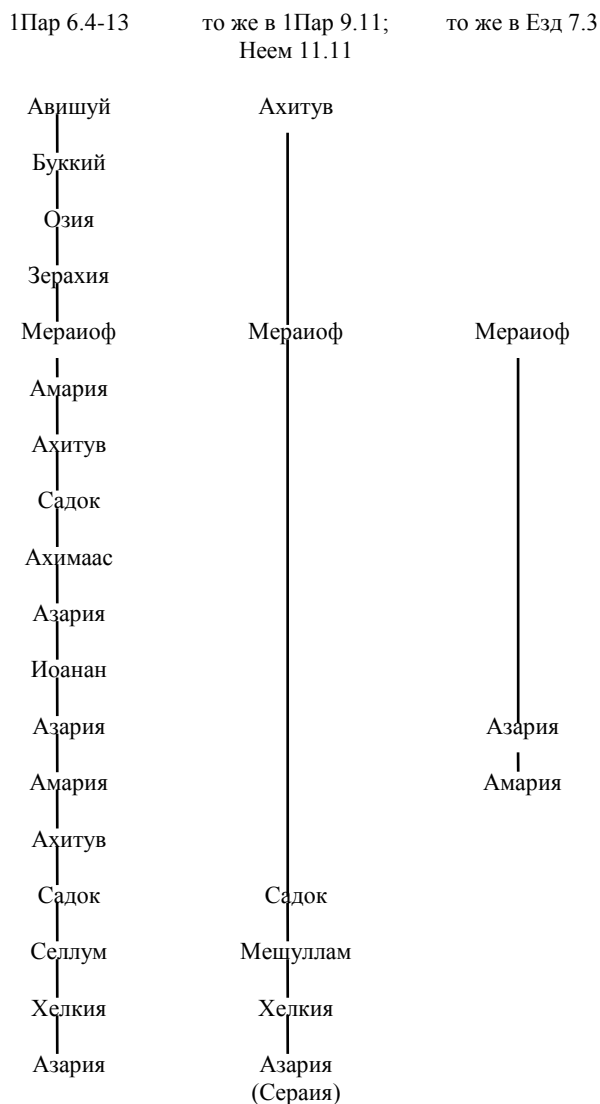 1Пар 6.4-13 то же в 1Пар 9.11; то же в Езд 7.3
Неем 11.11
Авишуй Ахитув
Буккий
Озия
Зерахия
Мераиоф Мераиоф Мераиоф
Амария
Ахитув
Садок
Ахимаас
Азария
Иоанан
Азария Азария
Амария Амария
Ахитув
Садок Садок
Селлум Мешуллам
Хелкия Хелкия
Азария Азария
(Сераия)